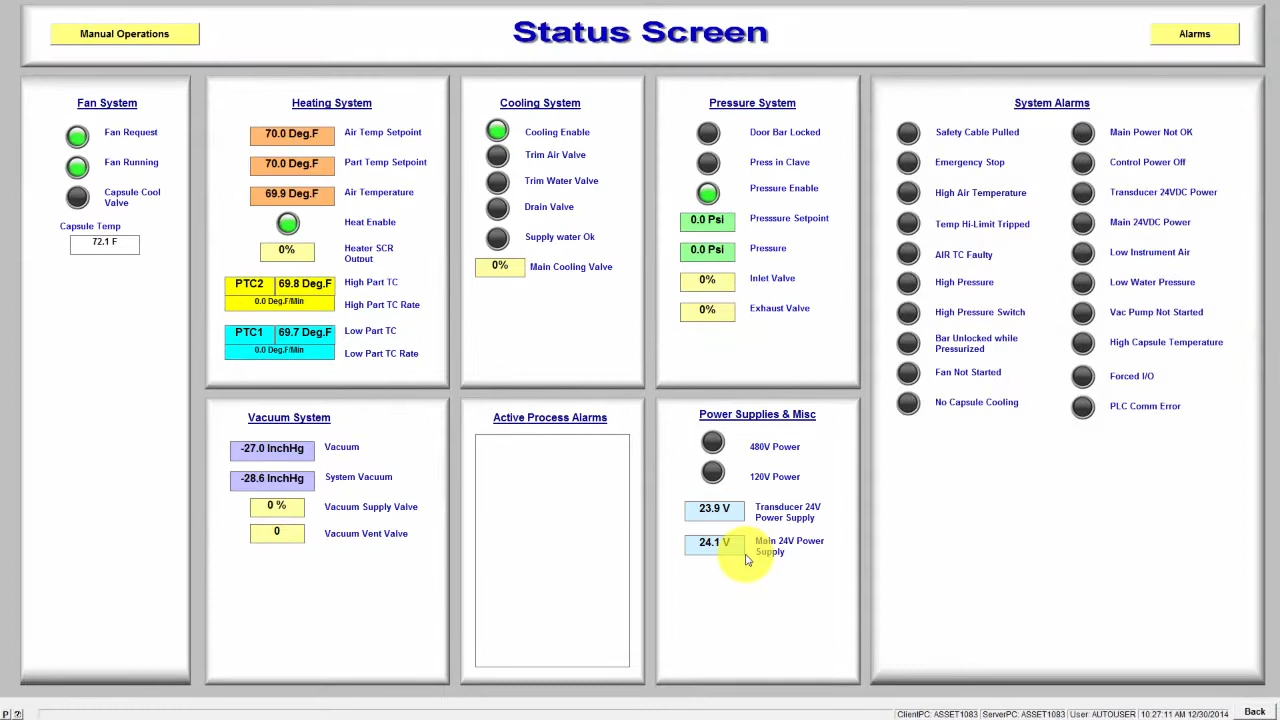 Manual Operations
Status Screen
Alarms
Fan System
Fan Request
Fan Running
Capsule Cool
Valve
Capsule Temp
72.1 F
Heating System
70.0 Deg.F
Air Temp Setpoint
70.0 Deg.F
Part Temp Setpoint
69.9 Deg.F
Air Temperature
Heat Enable
0%
Heater SCR
Output
PTC2
69.8 Deg.F
High Part TC
0.0 Deg.F/Min
High Part TC Rate
PTC1
69.7 Deg.F
Low Part TC
0.0 Deg.F/Min
Low Part TC Rate
Cooling System
Cooling Enable
Trim Air Valve
Trim Water Valve
Drain Valve
Supply water Ok
0%
Main Cooling Valve
Pressure System
Door Bar Locked
Press in Clave
Pressure Enable
0.0 Psi
Presssure Setpoint
0.0 Psi
Pressure
0%
Inlet Valve
0%
Exhaust Valve
System Alarms
Safety Cable Pulled
Emergency Stop
High Air Temperature
Temp Hi-Limit Tripped
AIR TC Faulty
High Pressure
High Pressure Switch
Bar Unlocked while
Pressurized
Fan Not Started
No Capsule Cooling
Main Power Not OK
Control Power Off
Transducer 24VDC Power
Main 24VDC Power
Low Instrument Air
Low Water Pressure
Vac Pump Not Started
High Capsule Temperature
Forced I/O
PLC Comm Error
Vacuum System
-27.0 InchHg
Vacuum
-28.6 InchHg
System Vacuum
0 %
Vacuum Supply Valve
0
Vacuum Vent Valve
Active Process Alarms
Power Supplies & Misc
480V Power
120V Power
23.9 V
Transducer 24V
Power Supply
24.1 V
Main 24V Power
Supply
P ?
ClientPC: ASSET1083 ServerPC: ASSET1083 User: AUTOUSER 10:27:11 AM 12/30/2014
Back